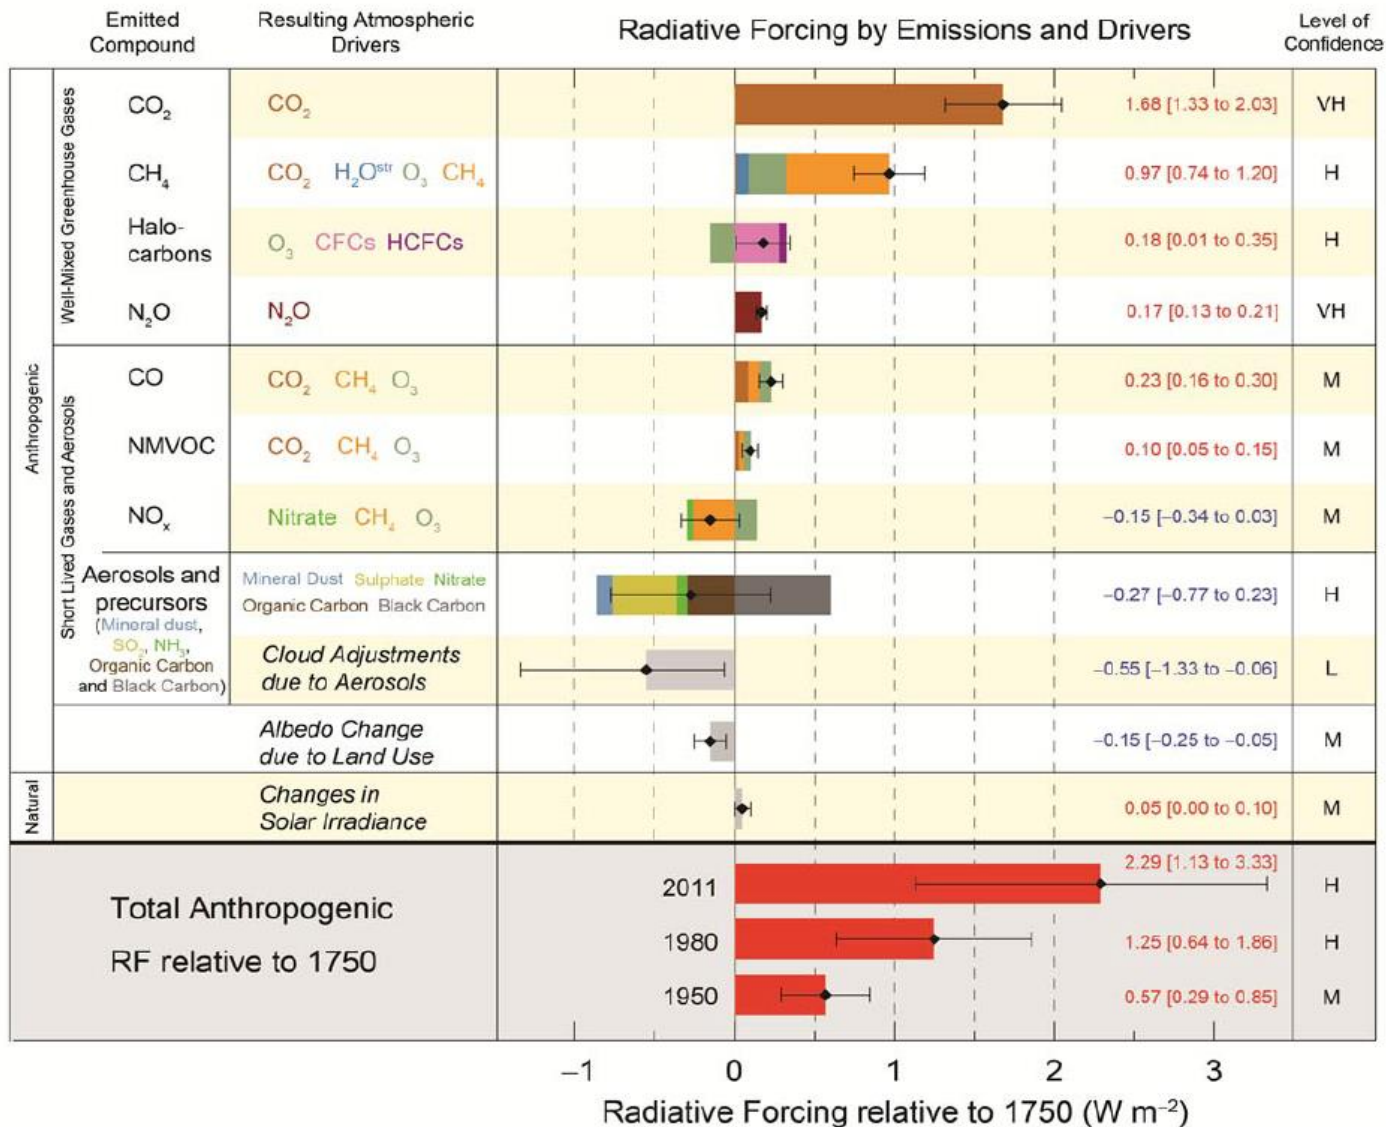 Emitted Compound
Resulting Atmospheric Drivers
Radiative Forcing by Emissions and Drivers
Level of Confidence
Anthropogenic
Well-Mixed Greenhouse Gases
CO₂
CO₂
1.68 [1.33 to 2.03]
VH
CH₄
CO₂ H₂Oˢᵗʳ O₃ CH₄
0.97 [0.74 to 1.20]
H
Halo-
carbons
O₃ CFCs HCFCs
0.18 [0.01 to 0.35]
H
N₂O
N₂O
0.17 [0.13 to 0.21]
VH
Short Lived Gases and Aerosols
CO
CO₂ CH₄ O₃
0.23 [0.16 to 0.30]
M
NMVOC
CO₂ CH₄ O₃
0.10 [0.05 to 0.15]
M
NOₓ
Nitrate CH₄ O₃
−0.15 [−0.34 to 0.03]
M
Aerosols and
precursors
(Mineral dust,
SO₂, NH₃,
Organic Carbon
and Black Carbon)
Mineral Dust Sulphate Nitrate
Organic Carbon Black Carbon
−0.27 [−0.77 to 0.23]
H
Cloud Adjustments
due to Aerosols
−0.55 [−1.33 to −0.06]
L
Albedo Change
due to Land Use
−0.15 [−0.25 to −0.05]
M
Natural
Changes in
Solar Irradiance
0.05 [0.00 to 0.10]
M
Total Anthropogenic
RF relative to 1750
2011
2.29 [1.13 to 3.33]
H
1980
1.25 [0.64 to 1.86]
H
1950
0.57 [0.29 to 0.85]
M
−1 0 1 2 3
Radiative Forcing relative to 1750 (W m⁻²)